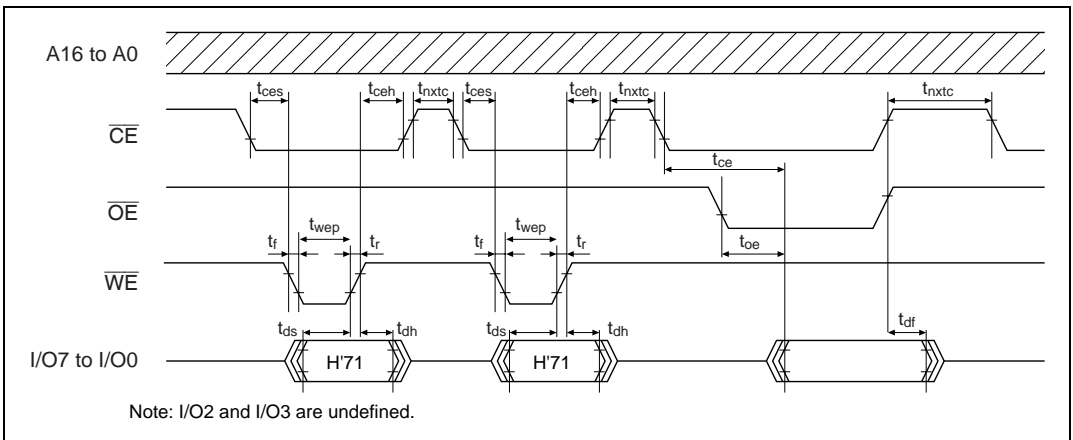 A16 to A0
tces tceh tnxtc tces tceh tnxtc tnxtc
CE
tce
OE
twep twep toe
tf tr tf tr
WE
tds tdh tds tdh tdf
I/O7 to I/O0 H'71 H'71
Note: I/O2 and I/O3 are undefined.